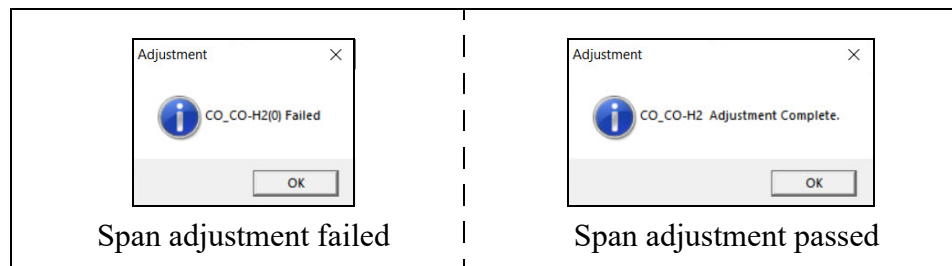 Adjustment
CO_CO-H2(0) Failed
OK
Span adjustment failed
Adjustment
CO_CO-H2 Adjustment Complete.
OK
Span adjustment passed